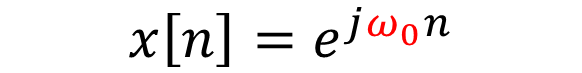 x[n] = e^{jω₀n}